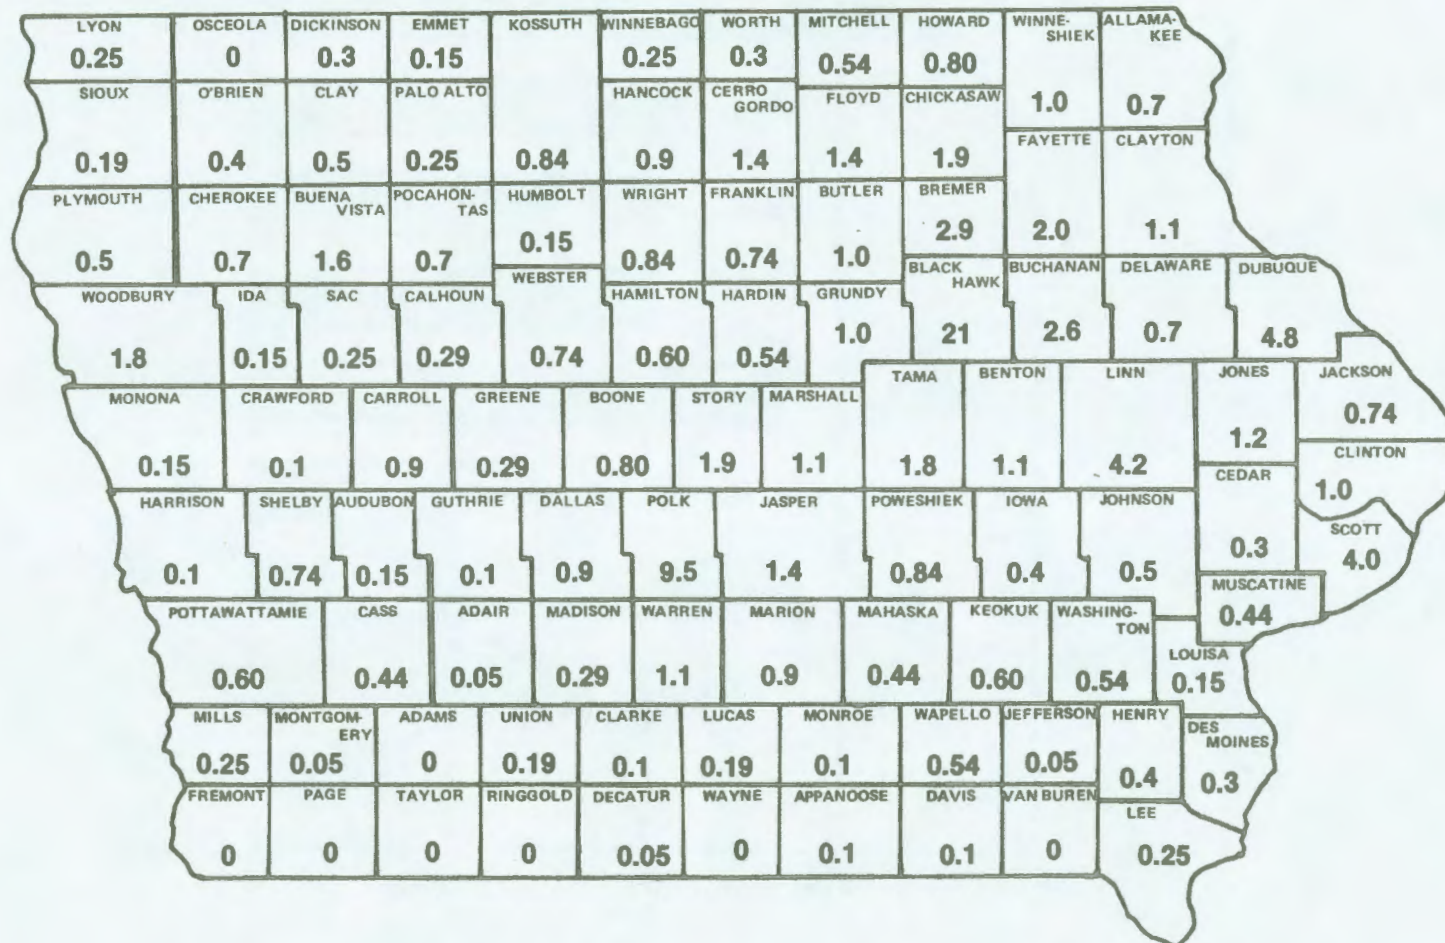 LYON OSCEOLA DICKINSON EMMET KOSSUTH WINNEBAGO WORTH MITCHELL HOWARD WINNE- ALLAMA-
SHIEK KEE
0.25 0 0.3 0.15 0.25 0.3 0.54 0.80
SIOUX O'BRIEN CLAY PALO ALTO HANCOCK CERRO FLOYD CHICKASAW
GORDO
1.0 0.7
FAYETTE CLAYTON
0.19 0.4 0.5 0.25 0.84 0.9 1.4 1.4 1.9
PLYMOUTH CHEROKEE BUENA POCAHON- HUMBOLT WRIGHT FRANKLIN BUTLER BREMER
VISTA TAS
0.15 2.9 2.0 1.1
0.5 0.7 1.6 0.7 0.84 0.74 1.0
WEBSTER BLACK BUCHANAN DELAWARE DUBUQUE
HAWK
WOODBURY IDA SAC CALHOUN HAMILTON HARDIN GRUNDY
1.0 21 2.6 0.7 4.8
1.8 0.15 0.25 0.29 0.74 0.60 0.54
TAMA BENTON LINN JONES JACKSON
MONONA CRAWFORD CARROLL GREENE BOONE STORY MARSHALL
0.74
1.2
CLINTON
0.15 0.1 0.9 0.29 0.80 1.9 1.1 1.8 1.1 4.2
CEDAR
1.0
HARRISON SHELBY AUDUBON GUTHRIE DALLAS POLK JASPER POWESHIEK IOWA JOHNSON
SCOTT
0.3 4.0
0.1 0.74 0.15 0.1 0.9 9.5 1.4 0.84 0.4 0.5
MUSCATINE
0.44
POTTAWATTAMIE CASS ADAIR MADISON WARREN MARION MAHASKA KEOKUK WASHING-
TON
LOUISA
0.60 0.44 0.05 0.29 1.1 0.9 0.44 0.60 0.54 0.15
MILLS MONTGOM- ADAMS UNION CLARKE LUCAS MONROE WAPELLO JEFFERSON HENRY DES
ERY MOINES
0.25 0.05 0 0.19 0.1 0.19 0.1 0.54 0.05 0.4 0.3
FREMONT PAGE TAYLOR RINGGOLD DECATUR WAYNE APPANOOSE DAVIS VAN BUREN LEE
0 0 0 0 0.05 0 0.1 0.1 0 0.25